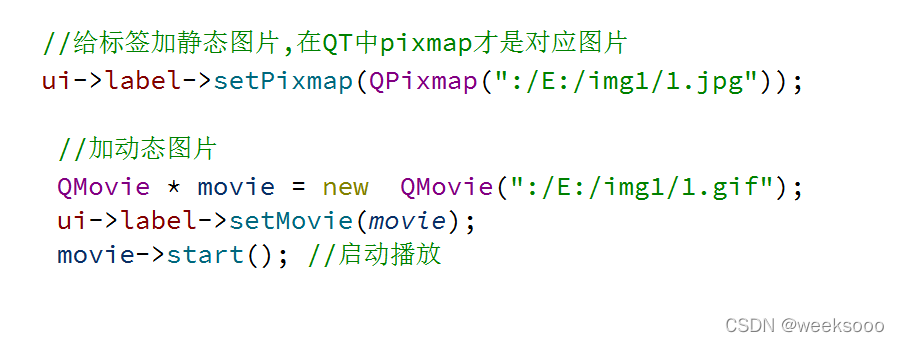 //给标签加静态图片,在QT中pixmap才是对应图片
ui->label->setPixmap(QPixmap(":/E:/img1/1.jpg"));
//加动态图片
QMovie * movie = new  QMovie(":/E:/img1/1.gif");
ui->label->setMovie(movie);
movie->start(); //启动播放
CSDN @weeksooo